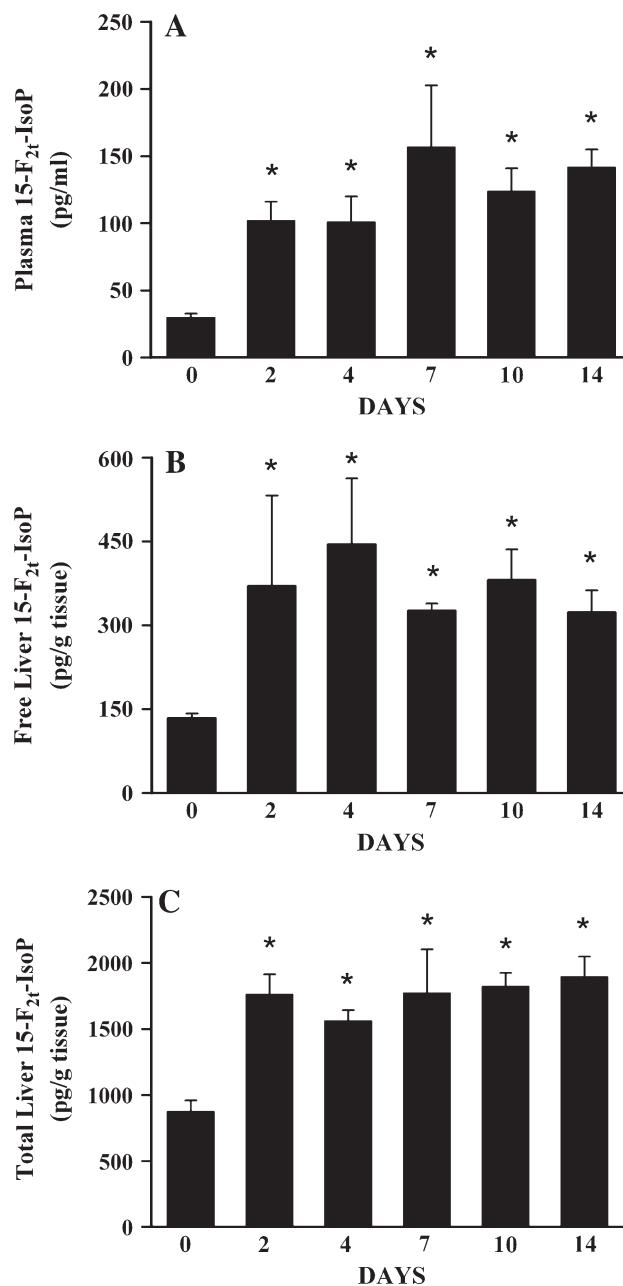 A
Plasma 15-F2t-IsoP
(pg/ml)
250
200
150
100
50
0
* * * * *
0 2 4 7 10 14
DAYS
B
Free Liver 15-F2t-IsoP
(pg/g tissue)
600
450
300
150
0
* * * * *
0 2 4 7 10 14
DAYS
C
Total Liver 15-F2t-IsoP
(pg/g tissue)
2500
2000
1500
1000
500
0
* * * * *
0 2 4 7 10 14
DAYS